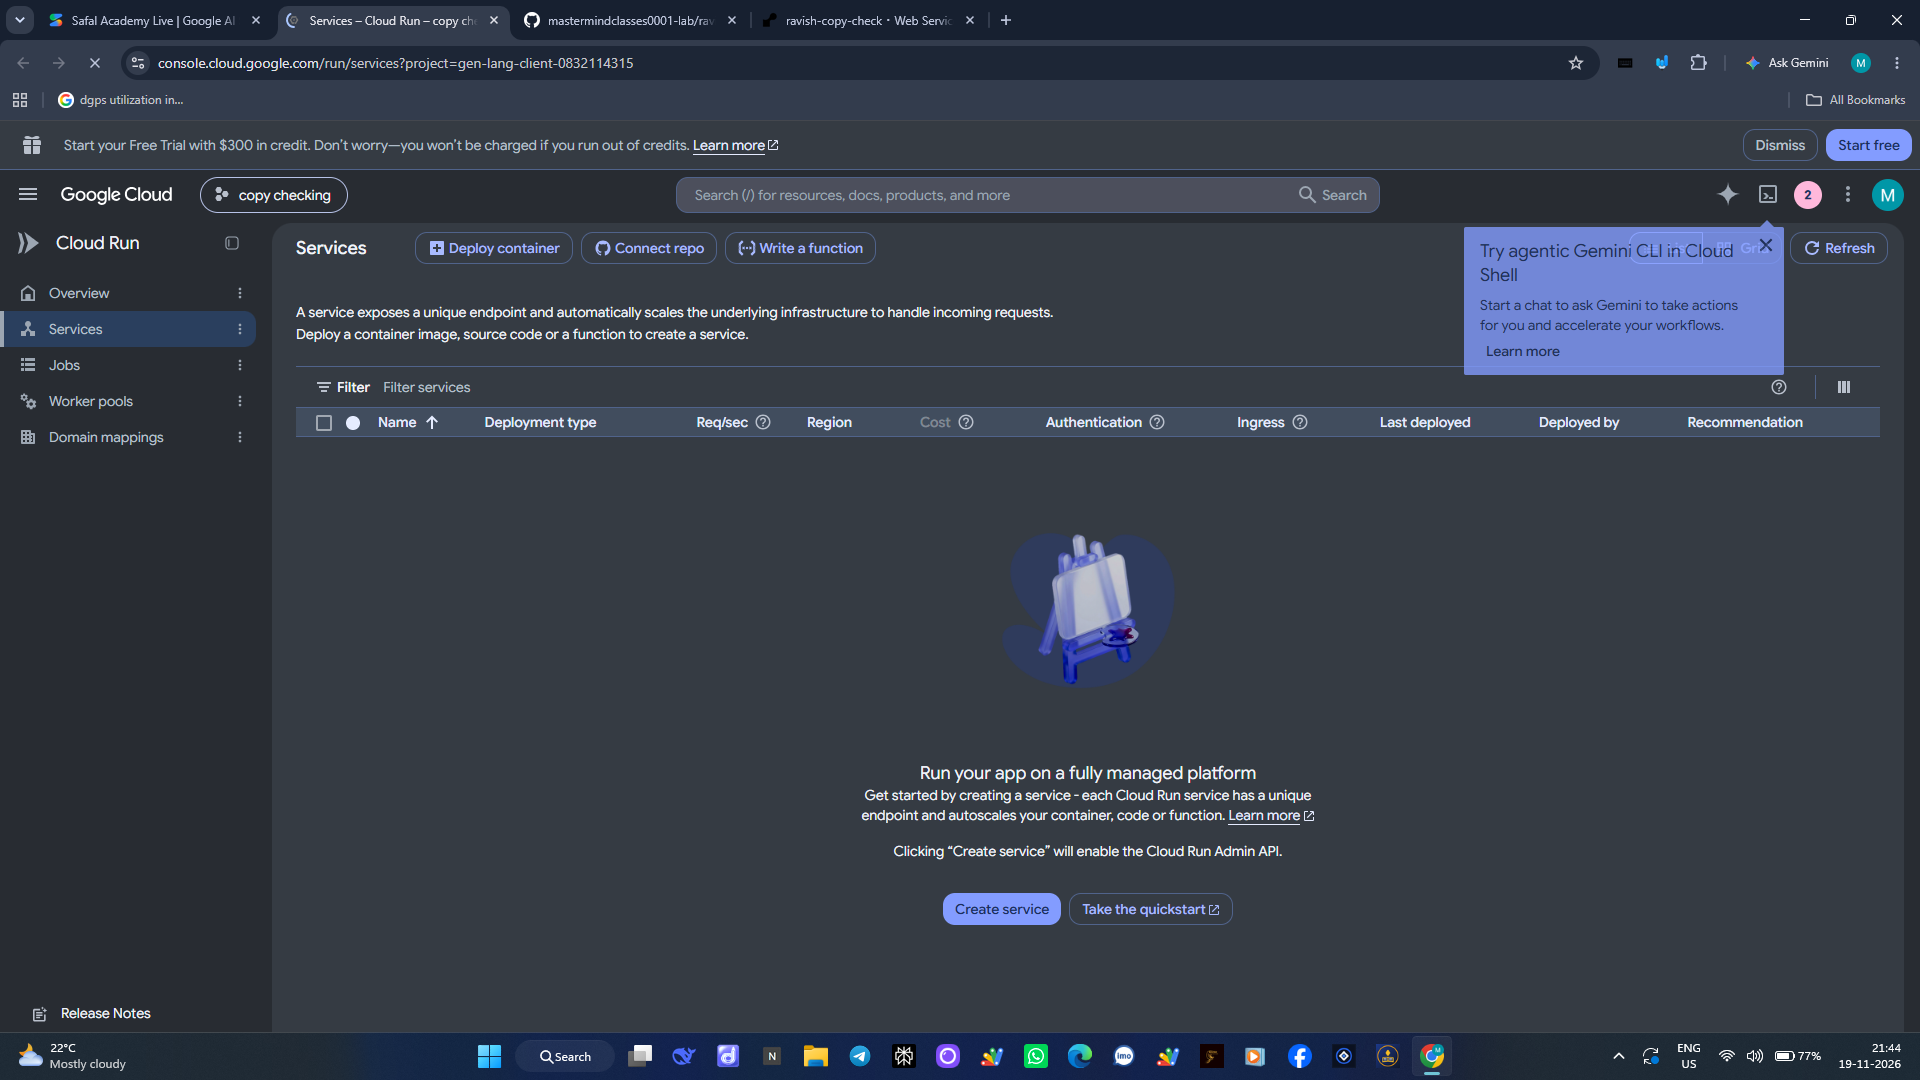 Safal Academy Live | Google AI
Services – Cloud Run – copy che
mastermindclasses0001-lab/rav
ravish-copy-check · Web Servic
console.cloud.google.com/run/services?project=gen-lang-client-0832114315
Ask Gemini
M
dgps utilization in...
All Bookmarks
Start your Free Trial with $300 in credit. Don't worry—you won't be charged if you run out of credits. Learn more
Dismiss
Start free
Google Cloud
copy checking
Search (/) for resources, docs, products, and more
Search
2
M
Cloud Run
Services
Deploy container
Connect repo
(··) Write a function
Refresh
Try agentic Gemini CLI in Cloud
Shell
Start a chat to ask Gemini to take actions
for you and accelerate your workflows.
Learn more
Overview
Services
Jobs
Worker pools
Domain mappings
A service exposes a unique endpoint and automatically scales the underlying infrastructure to handle incoming requests.
Deploy a container image, source code or a function to create a service.
Filter Filter services
Name Deployment type Req/sec Region Cost Authentication Ingress Last deployed Deployed by Recommendation
Run your app on a fully managed platform
Get started by creating a service - each Cloud Run service has a unique
endpoint and autoscales your container, code or function. Learn more
Clicking “Create service” will enable the Cloud Run Admin API.
Create service
Take the quickstart
Release Notes
22°C
Mostly cloudy
Search
imo
ENG
US
77%
21:44
19-11-2026